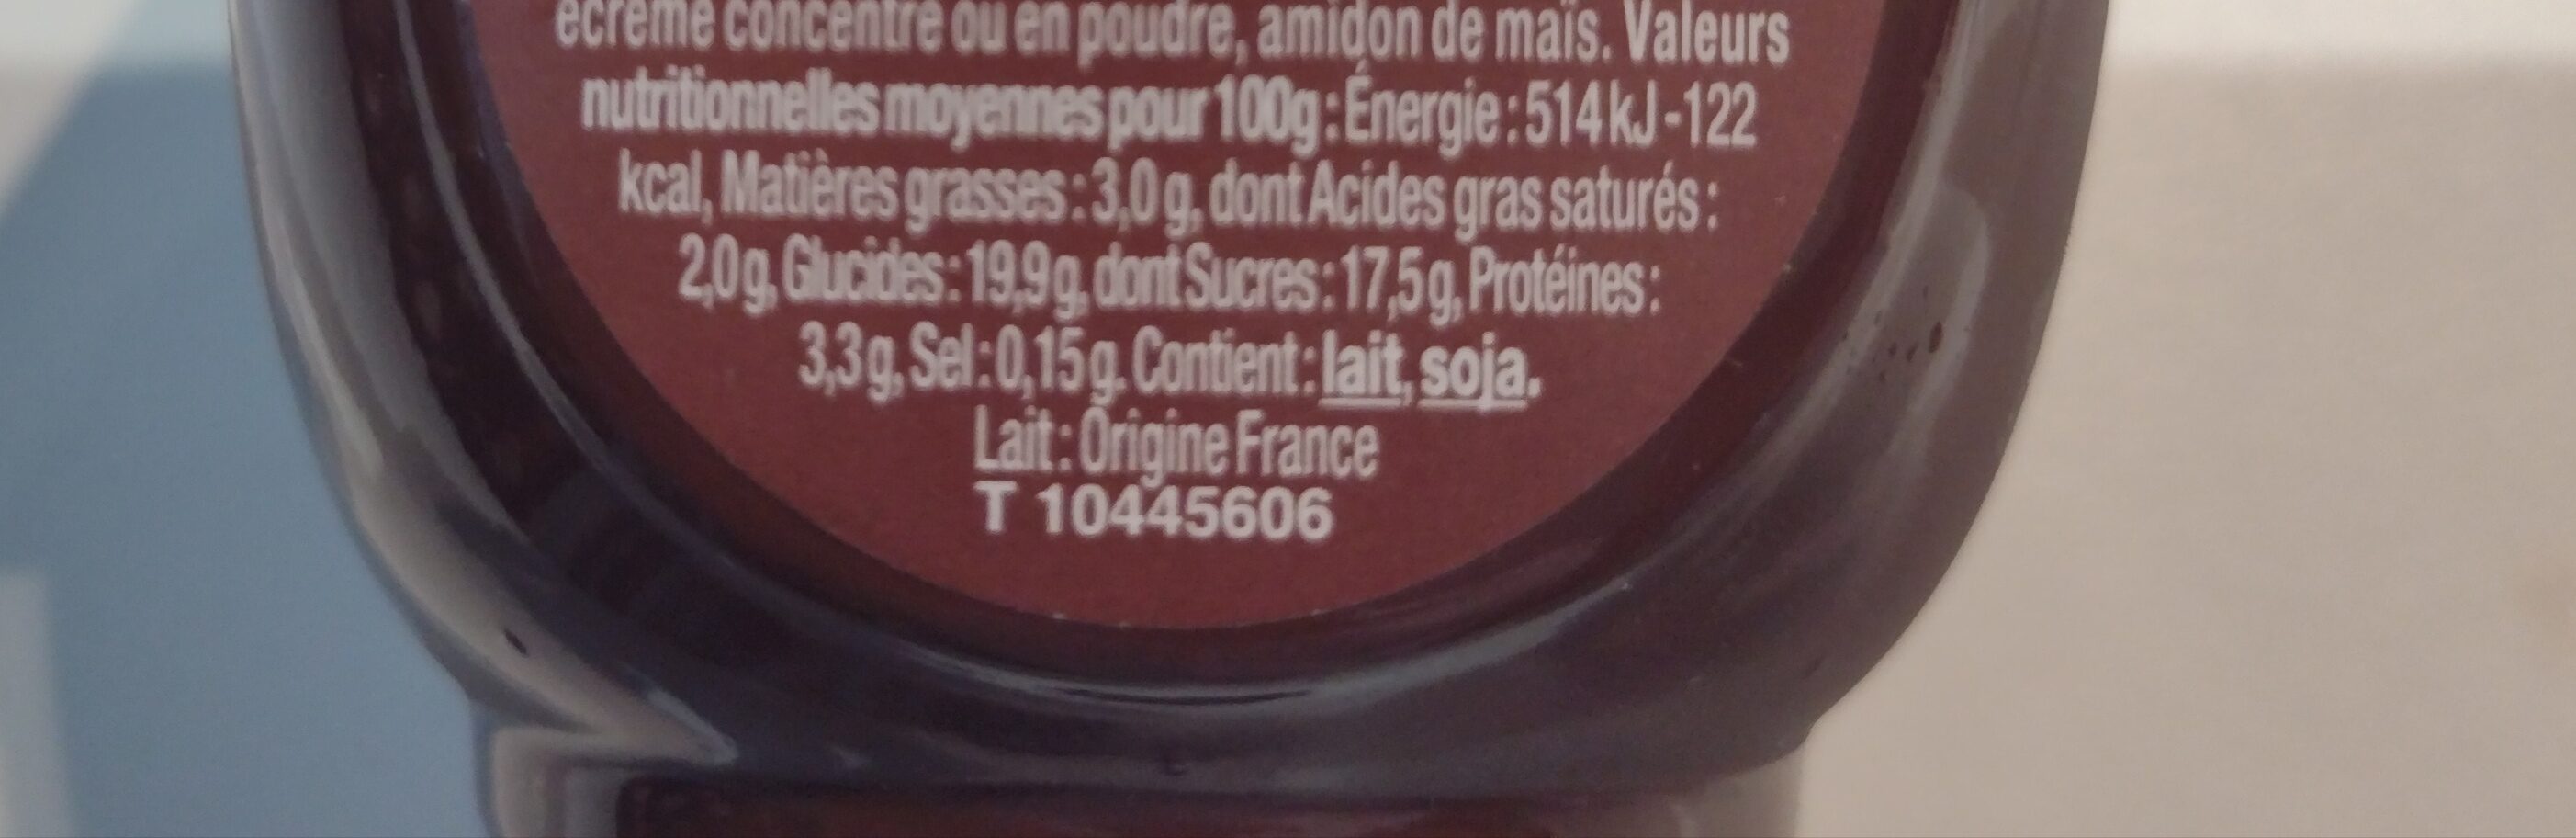 écrémé concentré ou en poudre, amidon de maïs. Valeurs
nutritionnelles moyennes pour 100g : Énergie : 514 kJ - 122
kcal, Matières grasses : 3,0 g, dont Acides gras saturés :
2,0 g, Glucides : 19,9 g, dont Sucres : 17,5 g, Protéines :
3,3 g, Sel : 0,15 g. Contient : lait, soja.
Lait : Origine France
T 10445606